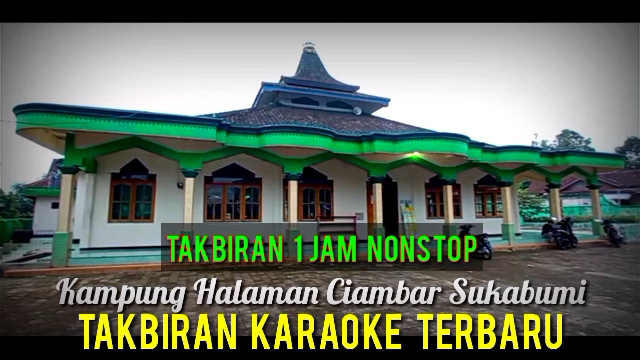 TAKBIRAN 1 JAM NONSTOP
Kampung Halaman Ciambar Sukabumi
TAKBIRAN KARAOKE TERBARU